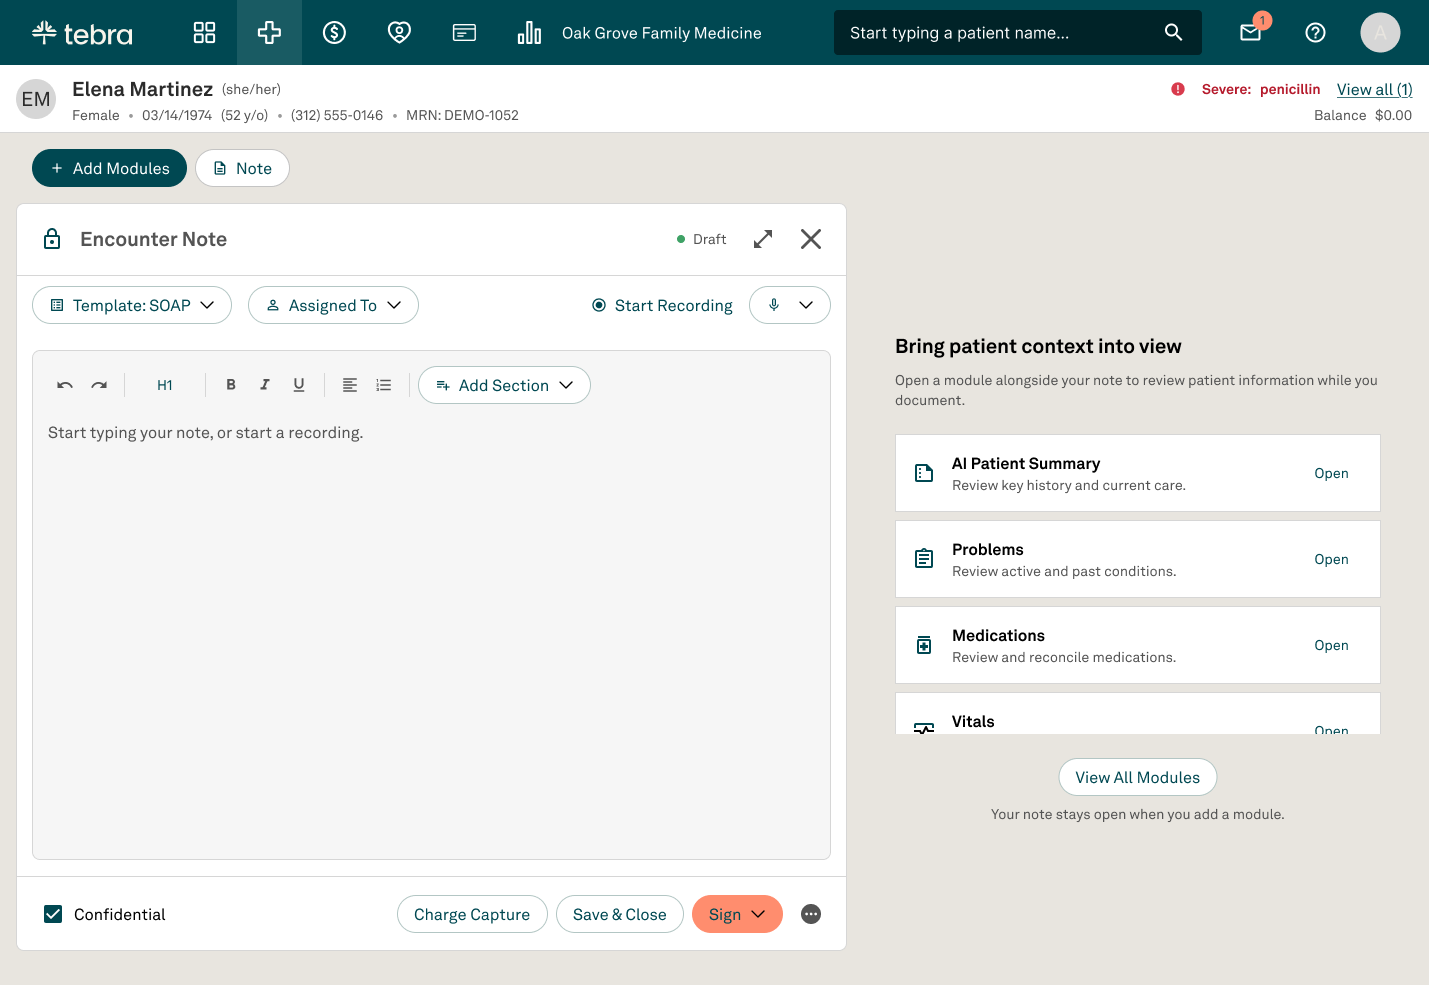 tebra
Oak Grove Family Medicine
Start typing a patient name...
1
A
EM
Elena Martinez (she/her)
Female • 03/14/1974 (52 y/o) • (312) 555-0146 • MRN: DEMO-1052
Severe: penicillin View all (1)
Balance $0.00
+ Add Modules
Note
Encounter Note
Draft
Template: SOAP
Assigned To
Start Recording
H1
B I U
Add Section
Start typing your note, or start a recording.
Confidential
Charge Capture
Save & Close
Sign
Bring patient context into view
Open a module alongside your note to review patient information while you
document.
AI Patient Summary
Review key history and current care.
Open
Problems
Review active and past conditions.
Open
Medications
Review and reconcile medications.
Open
Vitals
Open
View All Modules
Your note stays open when you add a module.